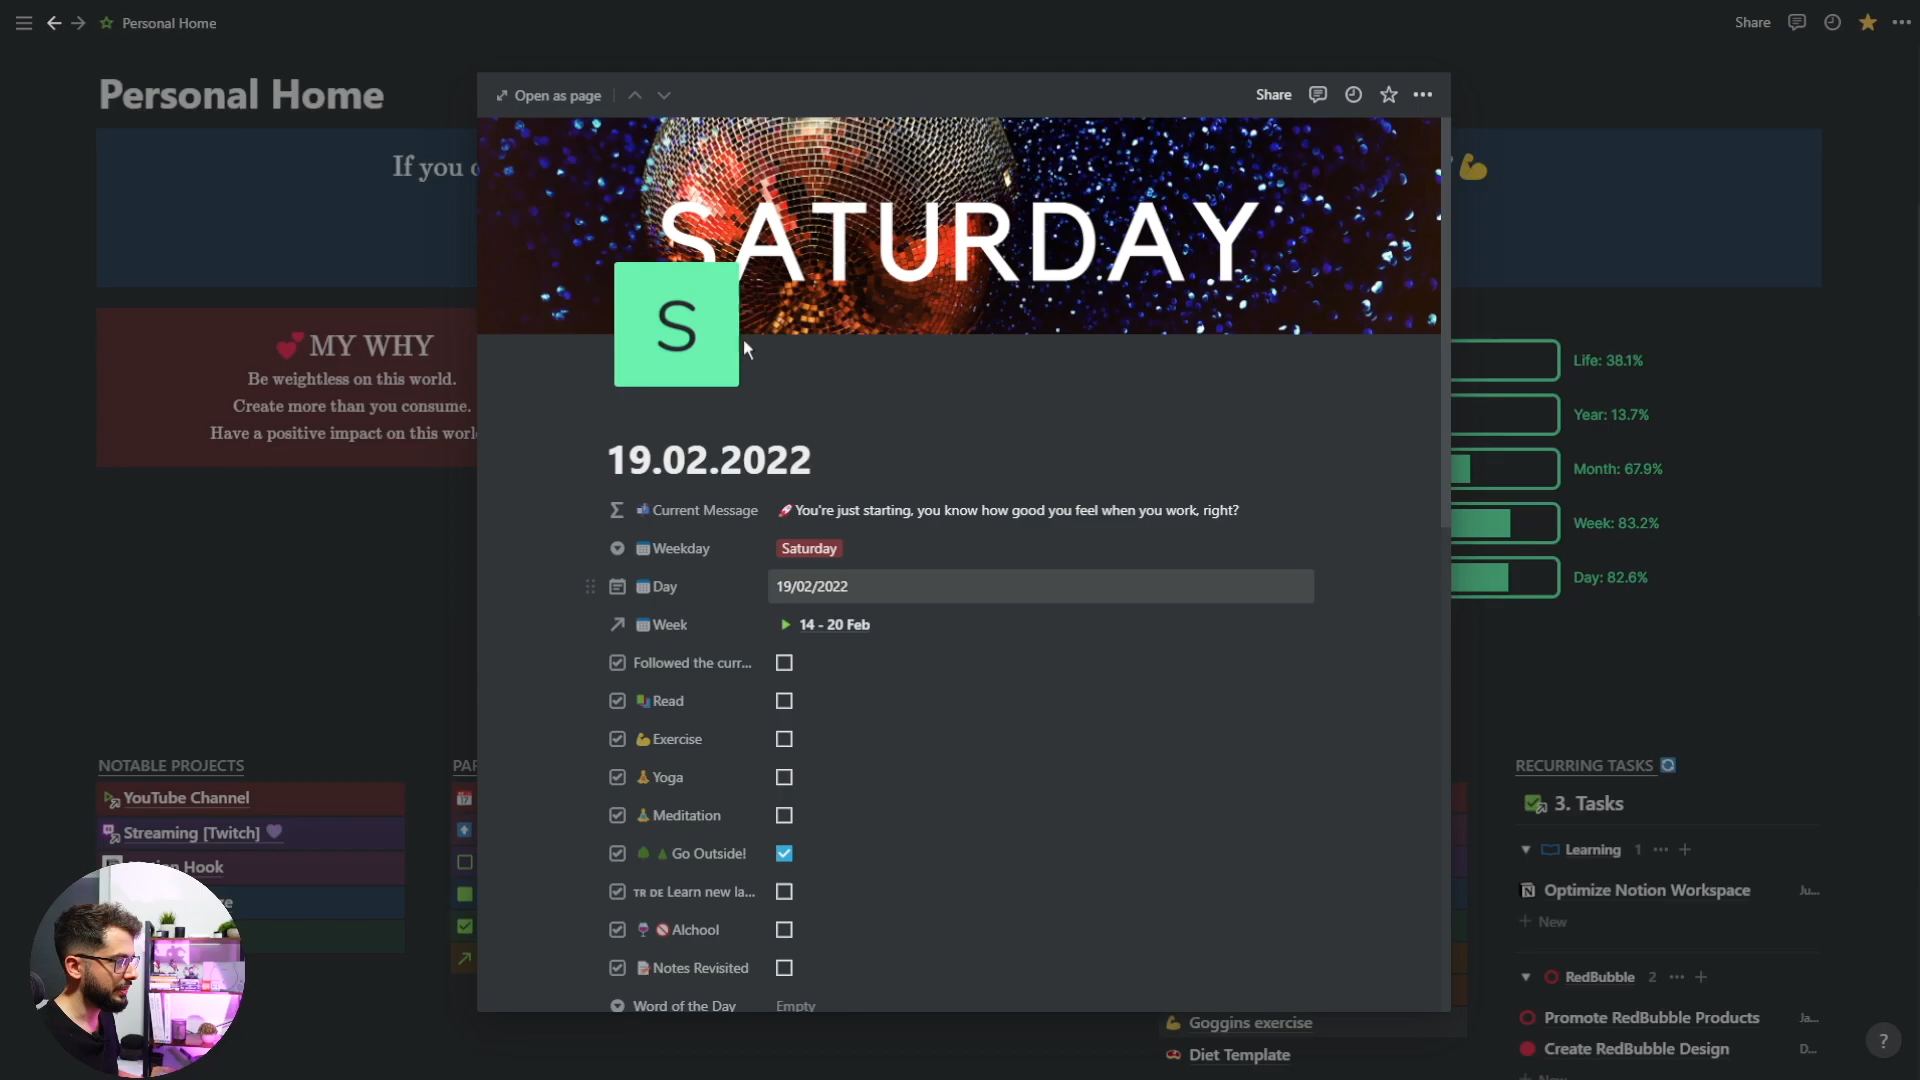 Personal Home
Share
Personal Home
If you
MY WHY
Be weightless on this world.
Create more than you consume.
Have a positive impact on this
Open as page
Share
SATURDAY
S
19.02.2022
Current Message
You're just starting, you know how good you feel when you work, right?
Weekday
Saturday
Day
19/02/2022
Week
14 - 20 Feb
Followed the curr...
Read
Exercise
Yoga
Meditation
Go Outside!
TR DE Learn new la...
Alchool
Notes Revisited
Word of the Day
Empty
Life: 38.1%
Year: 13.7%
Month: 67.9%
Week: 83.2%
Day: 82.6%
NOTABLE PROJECTS
YouTube Channel
Streaming [Twitch]
Hook
17
Goggins exercise
Diet Template
RECURRING TASKS
3. Tasks
Learning 1
Optimize Notion Workspace
Ju...
+ New
RedBubble 2
Promote RedBubble Products
Ja...
Create RedBubble Design
D...
?